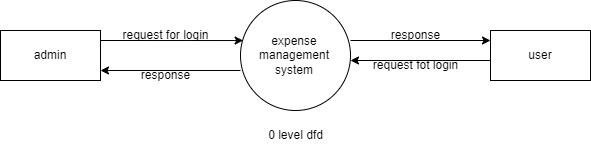 request for login
response
admin
expense
management
system
user
response
request fot login
0 level dfd